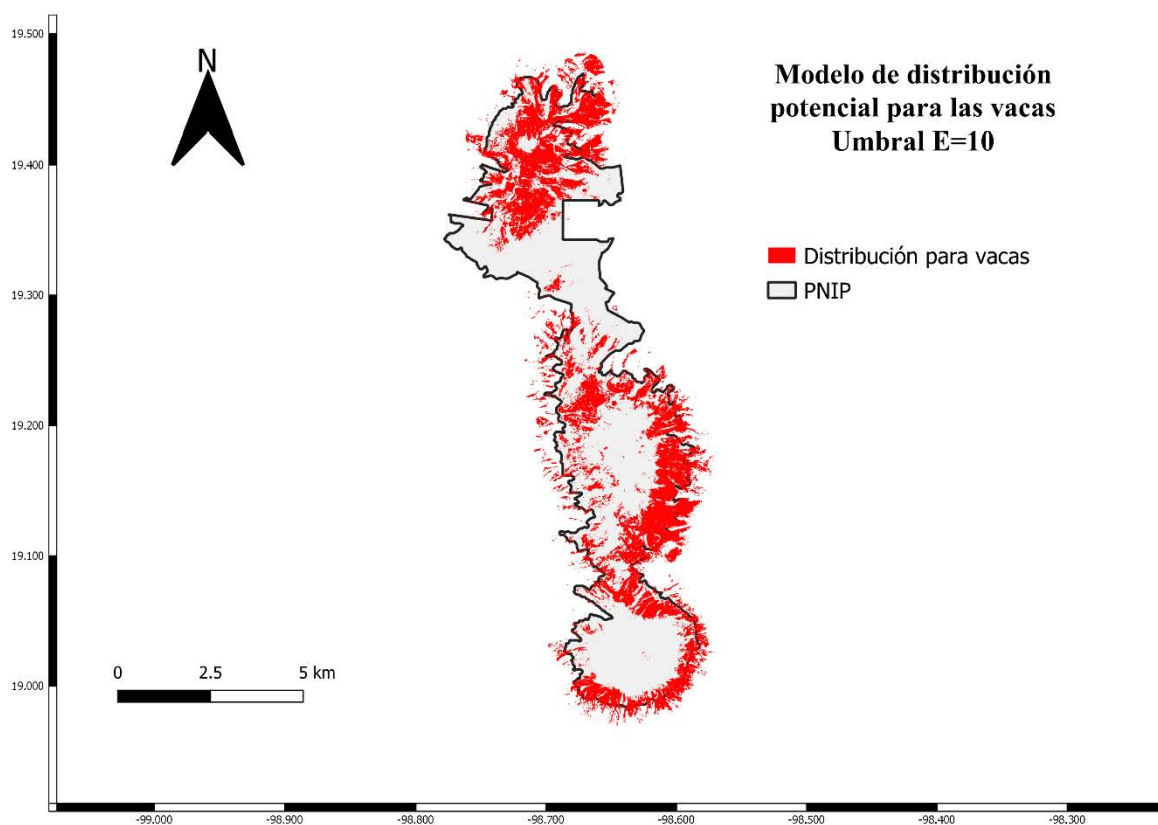 Modelo de distribución
potencial para las vacas
Umbral E=10
N
Distribución para vacas
PNIP
0 2.5 5 km
19.500
19.400
19.300
19.200
19.100
19.000
-99.000 -98.900 -98.800 -98.700 -98.600 -98.500 -98.400 -98.300